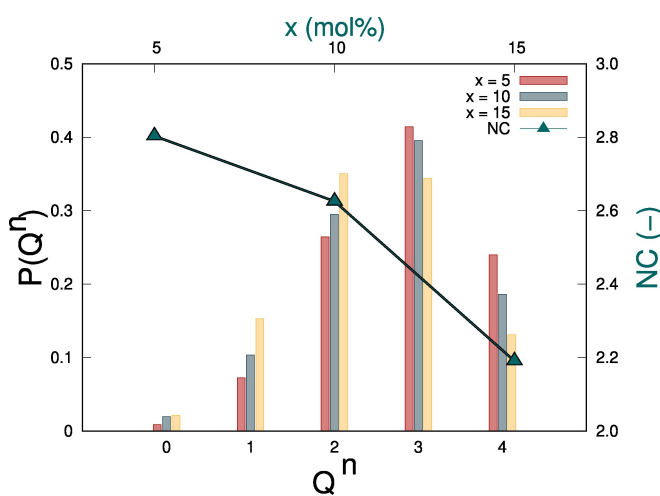 x (mol%)
5 10 15
0.5 3.0
x = 5
x = 10
x = 15
NC
0.4 2.8
0.3 2.6
P(Qⁿ) NC (−)
0.2 2.4
0.1 2.2
0 2.0
0 1 2 3 4
Q n